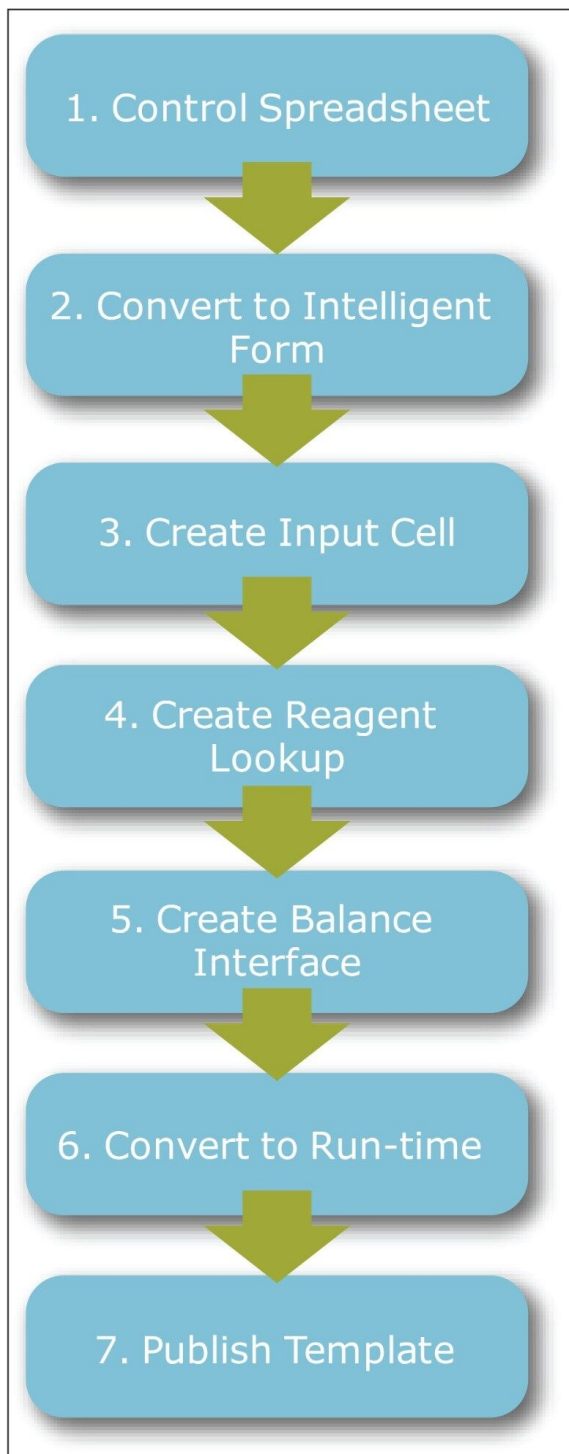 1. Control Spreadsheet
2. Convert to Intelligent
Form
3. Create Input Cell
4. Create Reagent
Lookup
5. Create Balance
Interface
6. Convert to Run-time
7. Publish Template